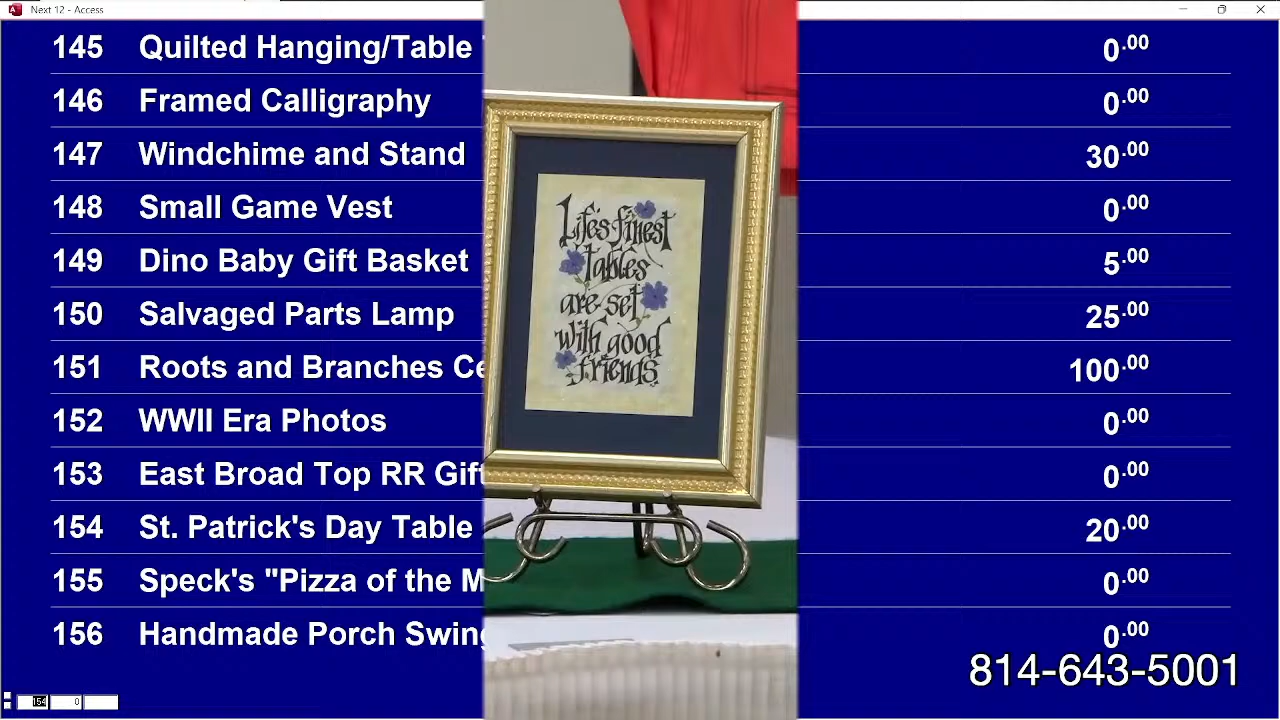 Next 12 - Access
145 Quilted Hanging/Table 0.00
146 Framed Calligraphy 0.00
147 Windchime and Stand 30.00
148 Small Game Vest 0.00
149 Dino Baby Gift Basket 5.00
150 Salvaged Parts Lamp 25.00
151 Roots and Branches Ce 100.00
152 WWII Era Photos 0.00
153 East Broad Top RR Gift 0.00
154 St. Patrick's Day Table 20.00
155 Speck's "Pizza of the M 0.00
156 Handmade Porch Swing 0.00
814-643-5001
154 0
Life's finest
tables
are set
with good
friends.